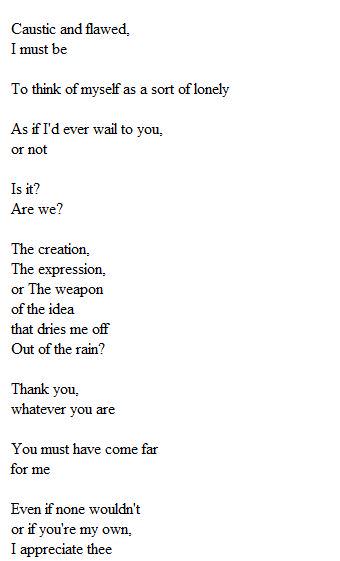 Caustic and flawed,
I must be
To think of myself as a sort of lonely
As if I'd ever wail to you,
or not
Is it?
Are we?
The creation,
The expression,
or The weapon
of the idea
that dries me off
Out of the rain?
Thank you,
whatever you are
You must have come far
for me
Even if none wouldn't
or if you're my own,
I appreciate thee